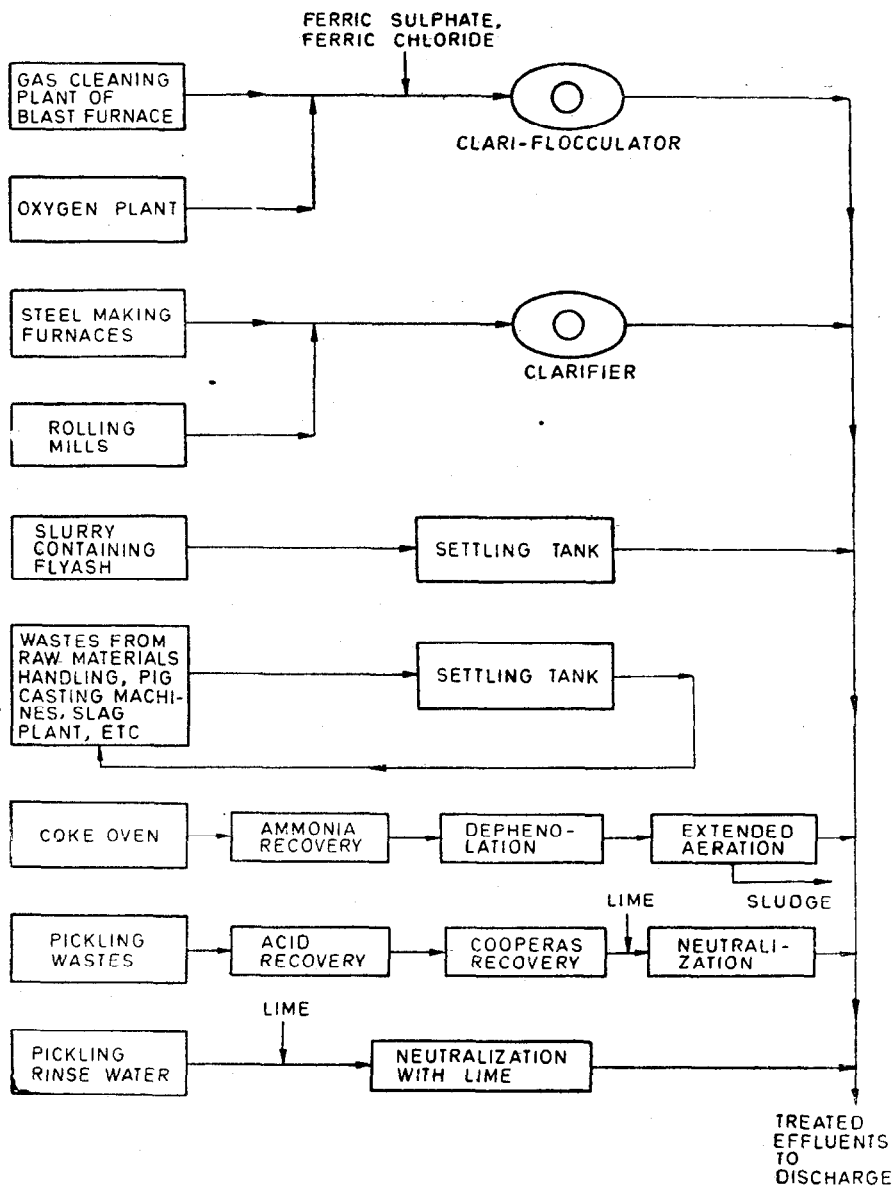 FERRIC SULPHATE,
FERRIC CHLORIDE
GAS CLEANING
PLANT OF
BLAST FURNACE
CLARI-FLOCCULATOR
OXYGEN PLANT
STEEL MAKING
FURNACES
CLARIFIER
ROLLING
MILLS
SLURRY
CONTAINING
FLYASH
SETTLING TANK
WASTES FROM
RAW MATERIALS
HANDLING, PIG
CASTING MACHI-
NES, SLAG
PLANT, ETC
SETTLING TANK
COKE OVEN
AMMONIA
RECOVERY
DEPHENO-
LATION
EXTENDED
AERATION
SLUDGE
PICKLING
WASTES
ACID
RECOVERY
COOPERAS
RECOVERY
LIME
NEUTRALI-
ZATION
LIME
PICKLING
RINSE WATER
NEUTRALIZATION
WITH LIME
TREATED
EFFLUENTS
TO
DISCHARGE